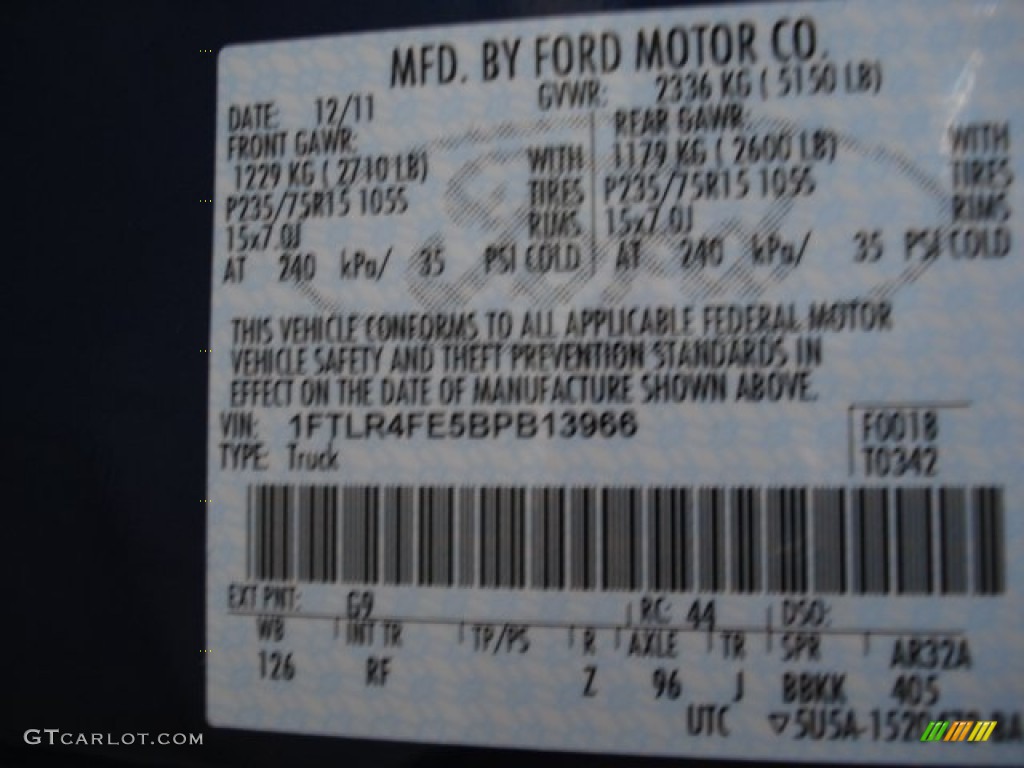 MFD. BY FORD MOTOR CO.
DATE: 12/11 GVWR: 2336 KG ( 5150 LB)
FRONT GAWR: REAR GAWR:
1229 KG ( 2710 LB) WITH 1179 KG ( 2600 LB) WITH
P235/75R15 105S TIRES P235/75R15 105S TIRES
15x7.0J RIMS 15x7.0J RIMS
AT 240 kPa/ 35 PSI COLD AT 240 kPa/ 35 PSI COLD
THIS VEHICLE CONFORMS TO ALL APPLICABLE FEDERAL MOTOR
VEHICLE SAFETY AND THEFT PREVENTION STANDARDS IN
EFFECT ON THE DATE OF MANUFACTURE SHOWN ABOVE.
VIN: 1FTLR4FE5BPB13966 F0018
TYPE: Truck T0342
EXT PNT: G9 RC: 44 DSO:
WB INT TR TP/PS R AXLE TR SPR AR32A
126 RF Z 96 J BBKK 405
UTC
GTCARLOT.COM